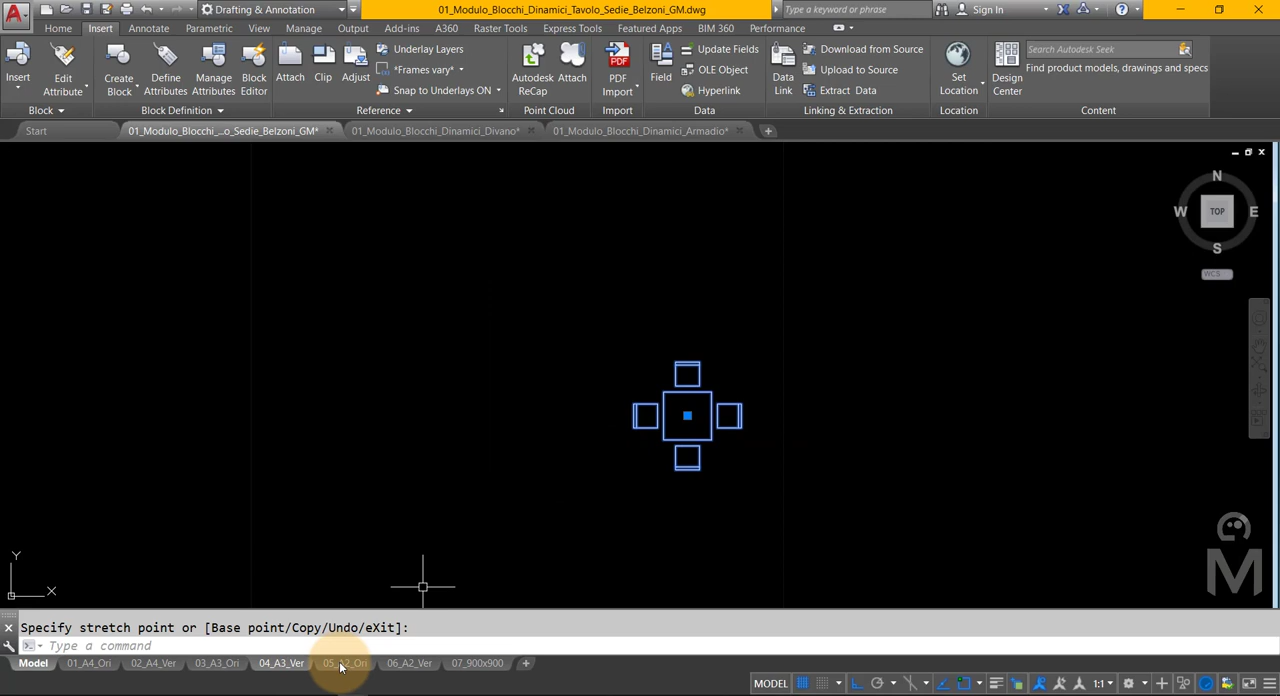 A Drafting & Annotation 01_Modulo_Blocchi_Dinamici_Tavolo_Sedie_Belzoni_GM.dwg Type a keyword or phrase Sign In
Home Insert Annotate Parametric View Manage Output Add-ins A360 Raster Tools Express Tools Featured Apps BIM 360 Performance
Insert
Edit Attribute
Create Block
Define Attributes
Manage Attributes
Block Editor
Attach
Clip
Adjust
Underlay Layers
*Frames vary*
Snap to Underlays ON
Autodesk ReCap
Attach
PDF
PDF Import
Field
Update Fields
OLE Object
Hyperlink
Data Link
Download from Source
Upload to Source
Extract Data
Set Location
Design Center
Search Autodesk Seek
Find product models, drawings and specs
Block Block Definition Reference Point Cloud Import Data Linking & Extraction Location Content
Start 01_Modulo_Blocchi_...o_Sedie_Belzoni_GM* 01_Modulo_Blocchi_Dinamici_Divano* 01_Modulo_Blocchi_Dinamici_Armadio*
N
W TOP E
S
WCS
Y
X
M
Specify stretch point or [Base point/Copy/Undo/eXit]:
Type a command
Model 01_A4_Ori 02_A4_Ver 03_A3_Ori 04_A3_Ver 05_A2_Ori 06_A2_Ver 07_900x900
MODEL 1:1